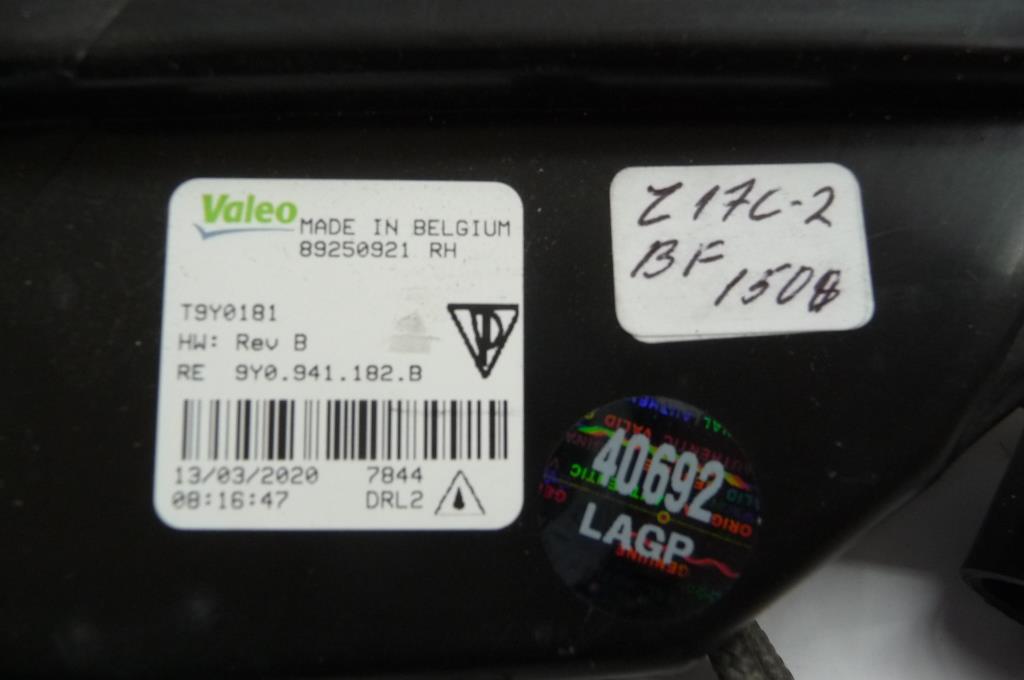 Valeo
MADE IN BELGIUM
89250921 RH
T9Y0181
HW: Rev B
RE 9Y0.941.182.B
13/03/2020 7844
08:16:47 DRL2
Z17C-2
BF
1508
40692
LAGP
GENUINE